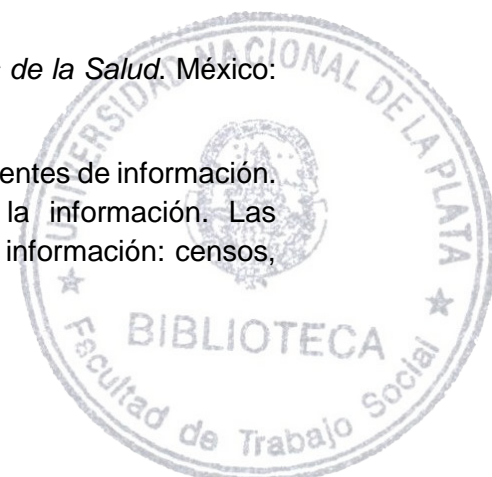 de la Salud. México:
entes de información.
la información. Las
información: censos,
UNIVERSIDAD NACIONAL DE LA PLATA
BIBLIOTECA
Facultad de Trabajo Social